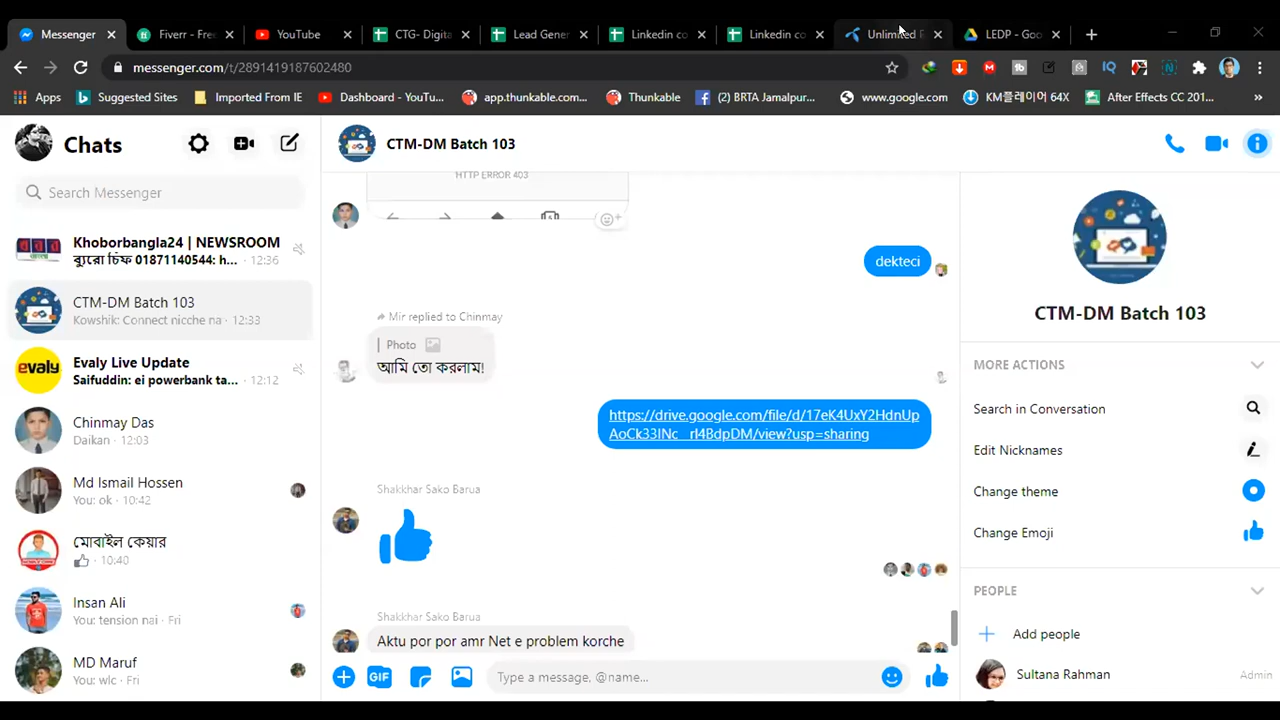 Messenger
Fiverr - Fre
YouTube
CTG- Digita
Lead Gener
Linkedin co
Linkedin co
Unlimited
LEDP - Goo
messenger.com/t/2891419187602480
Apps
Suggested Sites
Imported From IE
Dashboard - YouTu...
app.thunkable.com...
Thunkable
(2) BRTA Jamalpur...
www.google.com
KM플레이어 64X
After Effects CC 201...
Chats
CTM-DM Batch 103
Search Messenger
Khoborbangla24 | NEWSROOM
ব্যুরো চিফ 01871140544: h... 12:36
CTM-DM Batch 103
Kowshik: Connect nicche na · 12:33
evaly
Evaly Live Update
Saifuddin: ei powerbank ta... 12:12
Chinmay Das
Daikan · 12:03
Md Ismail Hossen
You: ok · 10:42
মোবাইল কেয়ার
· 10:40
Insan Ali
You: tension nai · Fri
MD Maruf
You: wlc · Fri
HTTP ERROR 403
dekteci
Mir replied to Chinmay
Photo
আমি তো করলাম!
https://drive.google.com/file/d/17eK4UxY2HdnUp
AoCk33INc_rl4BdpDM/view?usp=sharing
Shakkhar Sako Barua
Shakkhar Sako Barua
Aktu por por amr Net e problem korche
GIF
Type a message, @name...
CTM-DM Batch 103
MORE ACTIONS
Search in Conversation
Edit Nicknames
Change theme
Change Emoji
PEOPLE
Add people
Sultana Rahman
Admin